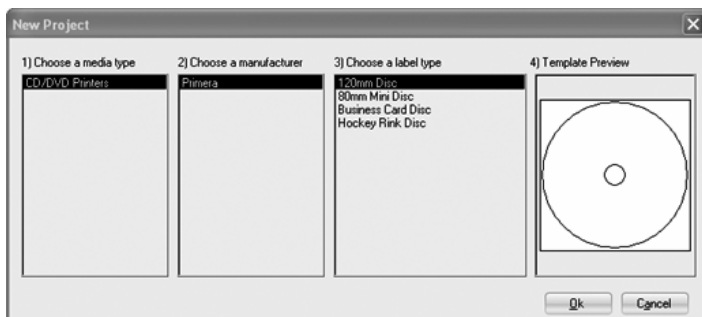 New Project
1) Choose a media type
2) Choose a manufacturer
3) Choose a label type
4) Template Preview
CD/DVD Printers
Primera
120mm Disc
80mm Mini Disc
Business Card Disc
Hockey Rink Disc
Ok
Cancel